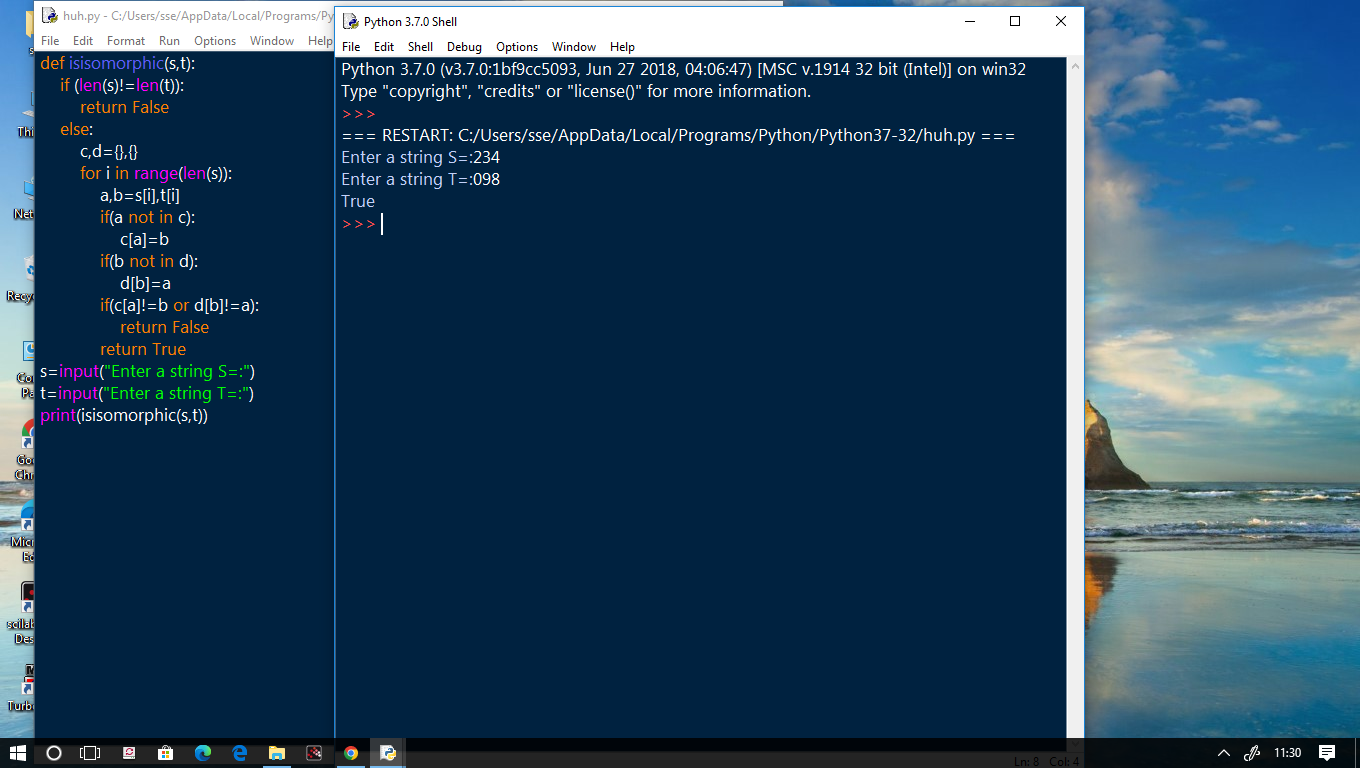 huh.py - C:/Users/sse/AppData/Local/Programs/Py
File Edit Format Run Options Window Help
def isisomorphic(s,t):
    if (len(s)!=len(t)):
        return False
    else:
        c,d={},{}
        for i in range(len(s)):
            a,b=s[i],t[i]
            if(a not in c):
                c[a]=b
            if(b not in d):
                d[b]=a
            if(c[a]!=b or d[b]!=a):
                return False
            return True
s=input("Enter a string S=:")
t=input("Enter a string T=:")
print(isisomorphic(s,t))
Python 3.7.0 Shell
File Edit Shell Debug Options Window Help
Python 3.7.0 (v3.7.0:1bf9cc5093, Jun 27 2018, 04:06:47) [MSC v.1914 32 bit (Intel)] on win32
Type "copyright", "credits" or "license()" for more information.
>>>
=== RESTART: C:/Users/sse/AppData/Local/Programs/Python/Python37-32/huh.py ===
Enter a string S=:234
Enter a string T=:098
True
>>>
Ln: 8 Col: 4
Thi
Net
Recy
Co
Pa
Goo
Chr
Micr
Ed
scilab
Des
Turbo
11:30